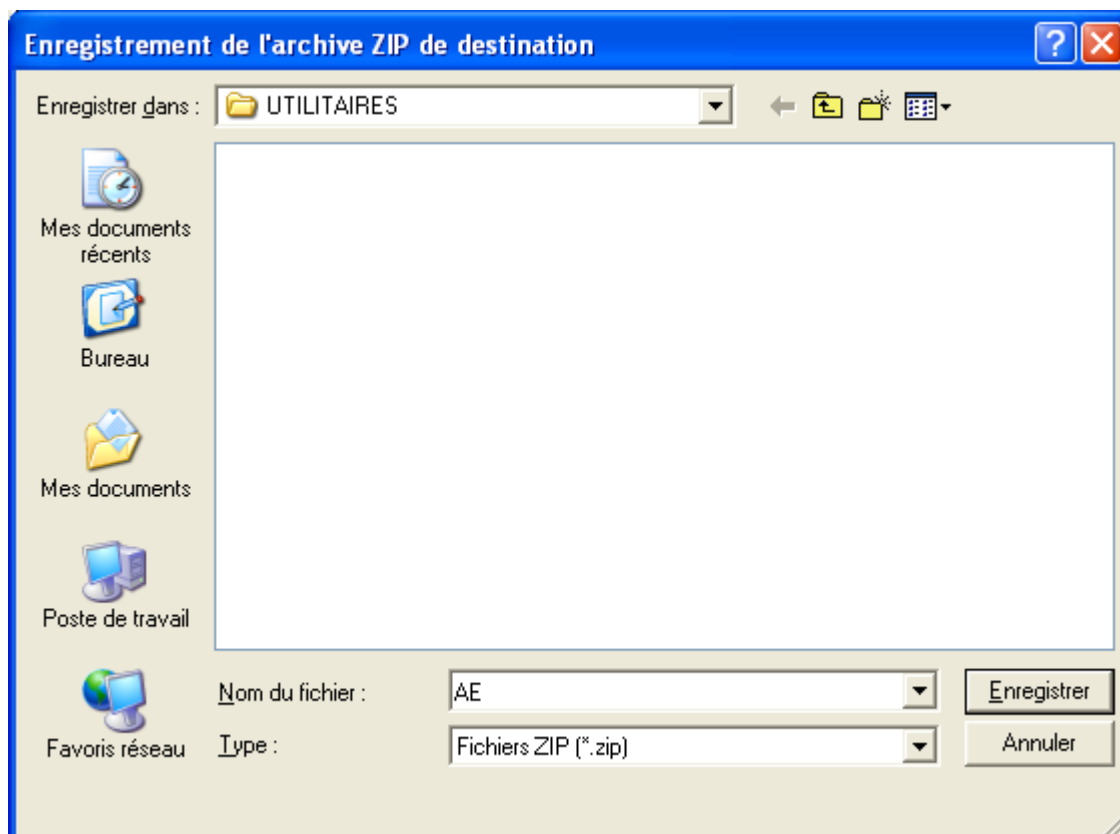 Enregistrement de l'archive ZIP de destination
Enregistrer dans :
UTILITAIRES
Mes documents
récents
Bureau
Mes documents
Poste de travail
Favoris réseau
Nom du fichier :
AE
Enregistrer
Type :
Fichiers ZIP (*.zip)
Annuler